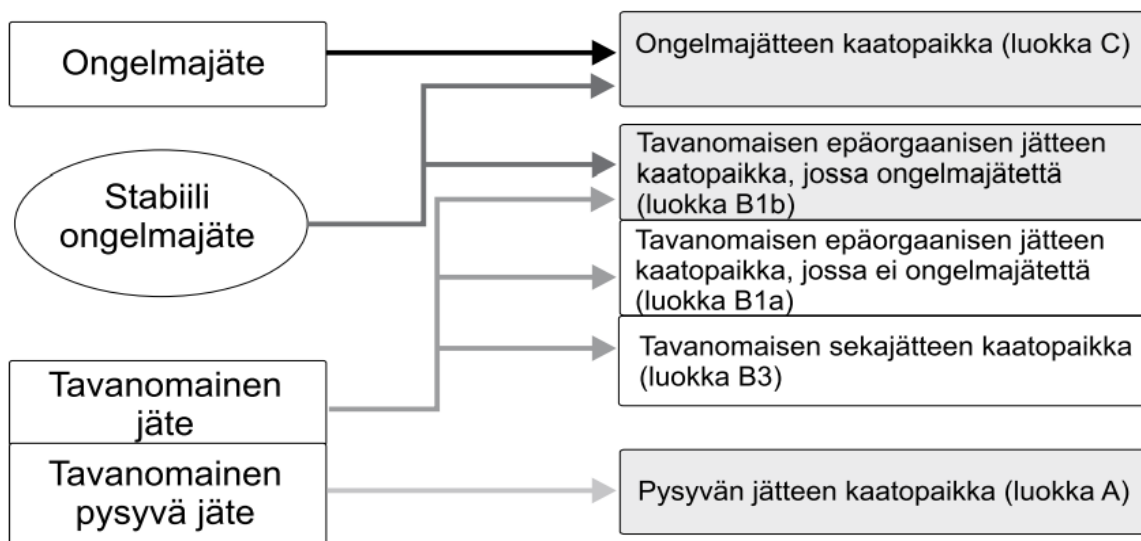 Ongelmajäte
Stabiili
ongelmajäte
Tavanomainen
jäte
Tavanomainen
pysyvä jäte
Ongelmajätteen kaatopaikka (luokka C)
Tavanomaisen epäorgaanisen jätteen
kaatopaikka, jossa ongelmajätettä
(luokka B1b)
Tavanomaisen epäorgaanisen jätteen
kaatopaikka, jossa ei ongelmajätettä
(luokka B1a)
Tavanomaisen sekajätteen kaatopaikka
(luokka B3)
Pysyvän jätteen kaatopaikka (luokka A)